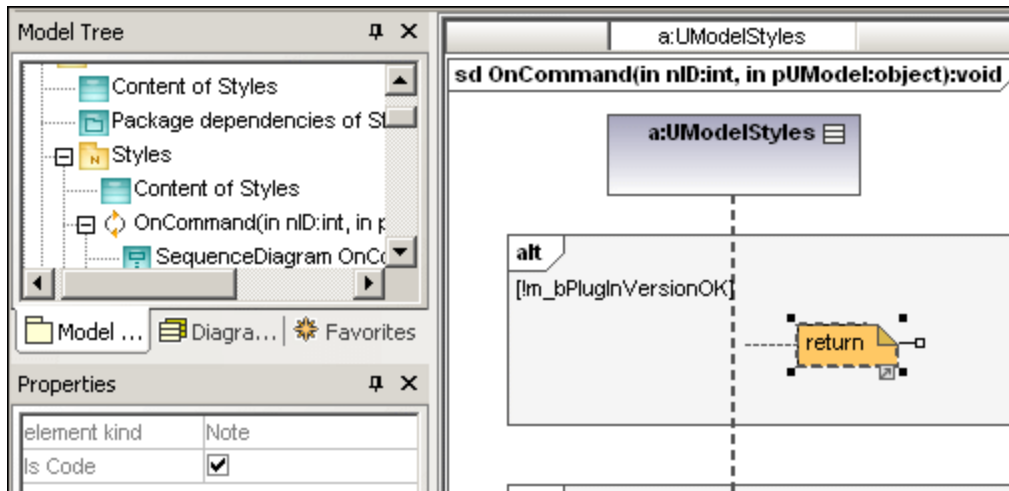 Model Tree
Content of Styles
Package dependencies of St
Styles
Content of Styles
OnCommand(in nID:int, in p
SequenceDiagram OnCo
Model ...
Diagra...
Favorites
Properties
element kind Note
Is Code
a:UModelStyles
sd OnCommand(in nID:int, in pUModel:object):void
a:UModelStyles
alt
[!m_bPlugInVersionOK]
return